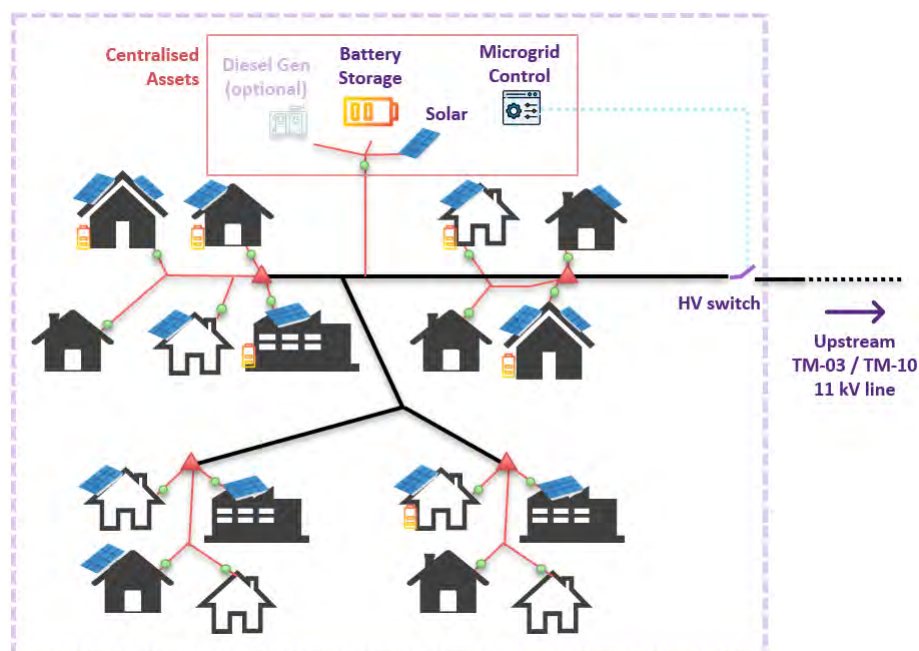 Centralised
Assets
Diesel Gen
(optional)
Battery
Storage
Solar
Microgrid
Control
HV switch
Upstream
TM-03 / TM-10
11 kV line